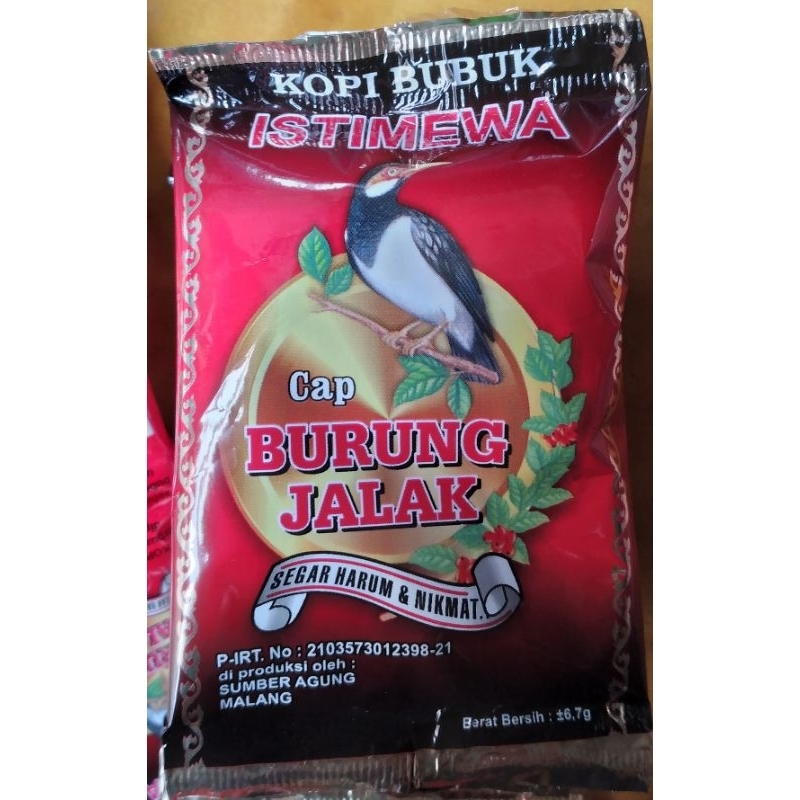 KOPI BUBUK
ISTIMEWA
Cap
BURUNG
JALAK
SEGAR HARUM & NIKMAT.
P-IRT. No : 2103573012398-21
di produksi oleh :
SUMBER AGUNG
MALANG
Berat Bersih : ±6,7g